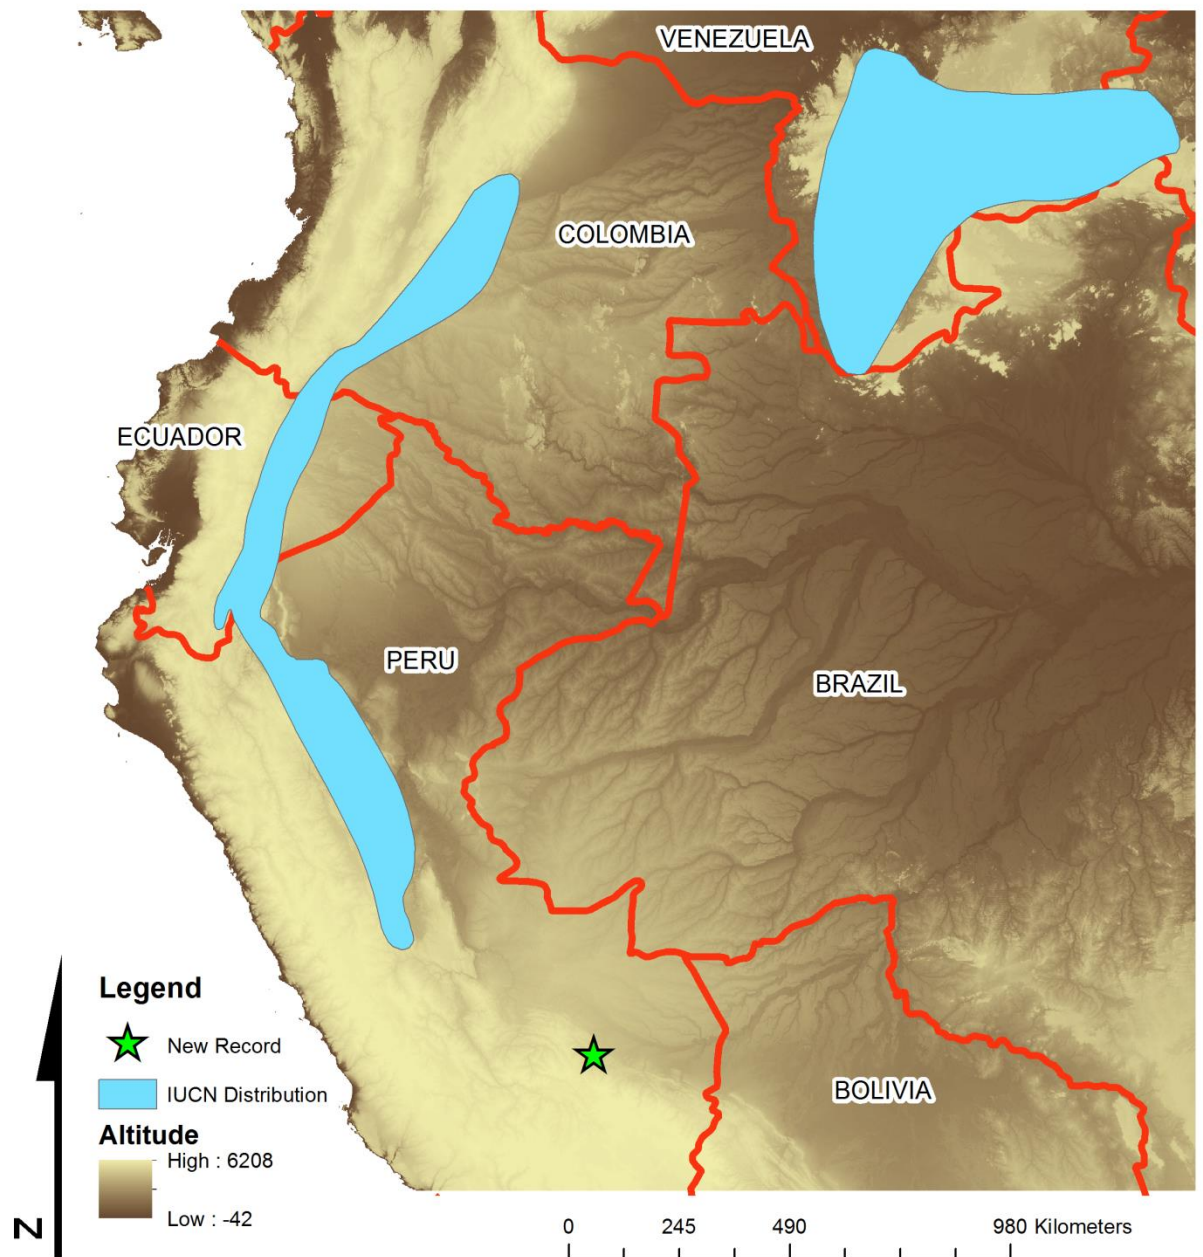 VENEZUELA
COLOMBIA
ECUADOR
PERU
BRAZIL
BOLIVIA
Legend
New Record
IUCN Distribution
Altitude
High : 6208
Low : -42
N
0 245 490 980 Kilometers